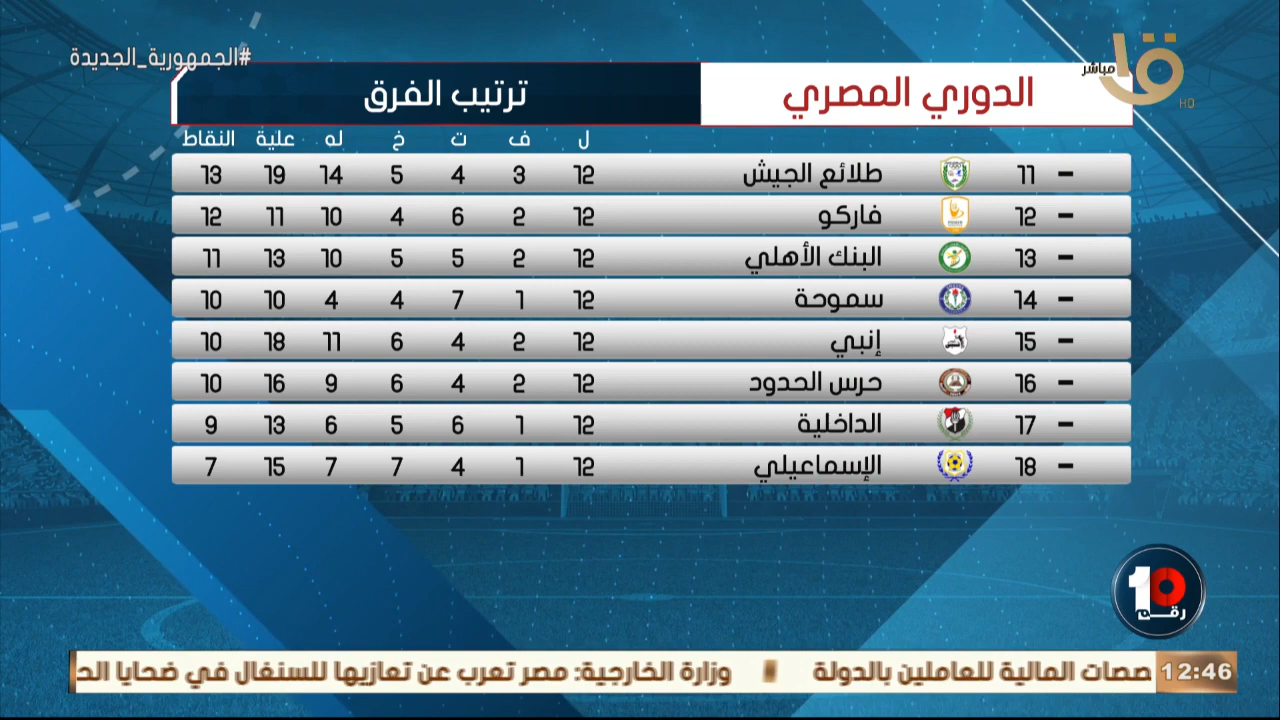 #الجمهورية_الجديدة
مباشر
HD
الدوري المصري
ترتيب الفرق
ل ف ت خ له علية النقاط
- 11 طلائع الجيش 12 3 4 5 14 19 13
- 12 فاركو 12 2 6 4 10 11 12
- 13 البنك الأهلي 12 2 5 5 10 13 11
- 14 سموحة 12 1 7 4 4 10 10
- 15 إنبي 12 2 4 6 11 18 10
- 16 حرس الحدود 12 2 4 6 9 16 10
- 17 الداخلية 12 1 6 5 6 13 9
- 18 الإسماعيلي 12 1 4 7 7 15 7
رقم 10
12:46 صصات المالية للعاملين بالدولة وزارة الخارجية: مصر تعرب عن تعازيها للسنغال في ضحايا الحـ